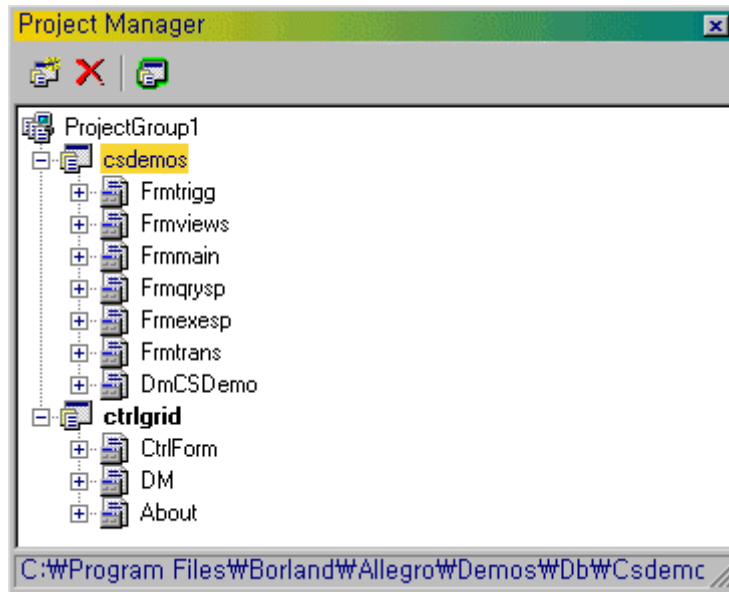 Project Manager
ProjectGroup1
csdemos
Frmtrigg
Frmviews
Frmmain
Frmqrysp
Frmexesp
Frmtrans
DmCSDemo
ctrlgrid
CtrlForm
DM
About
C:₩Program Files₩Borland₩Allegro₩Demos₩Db₩Csdemc